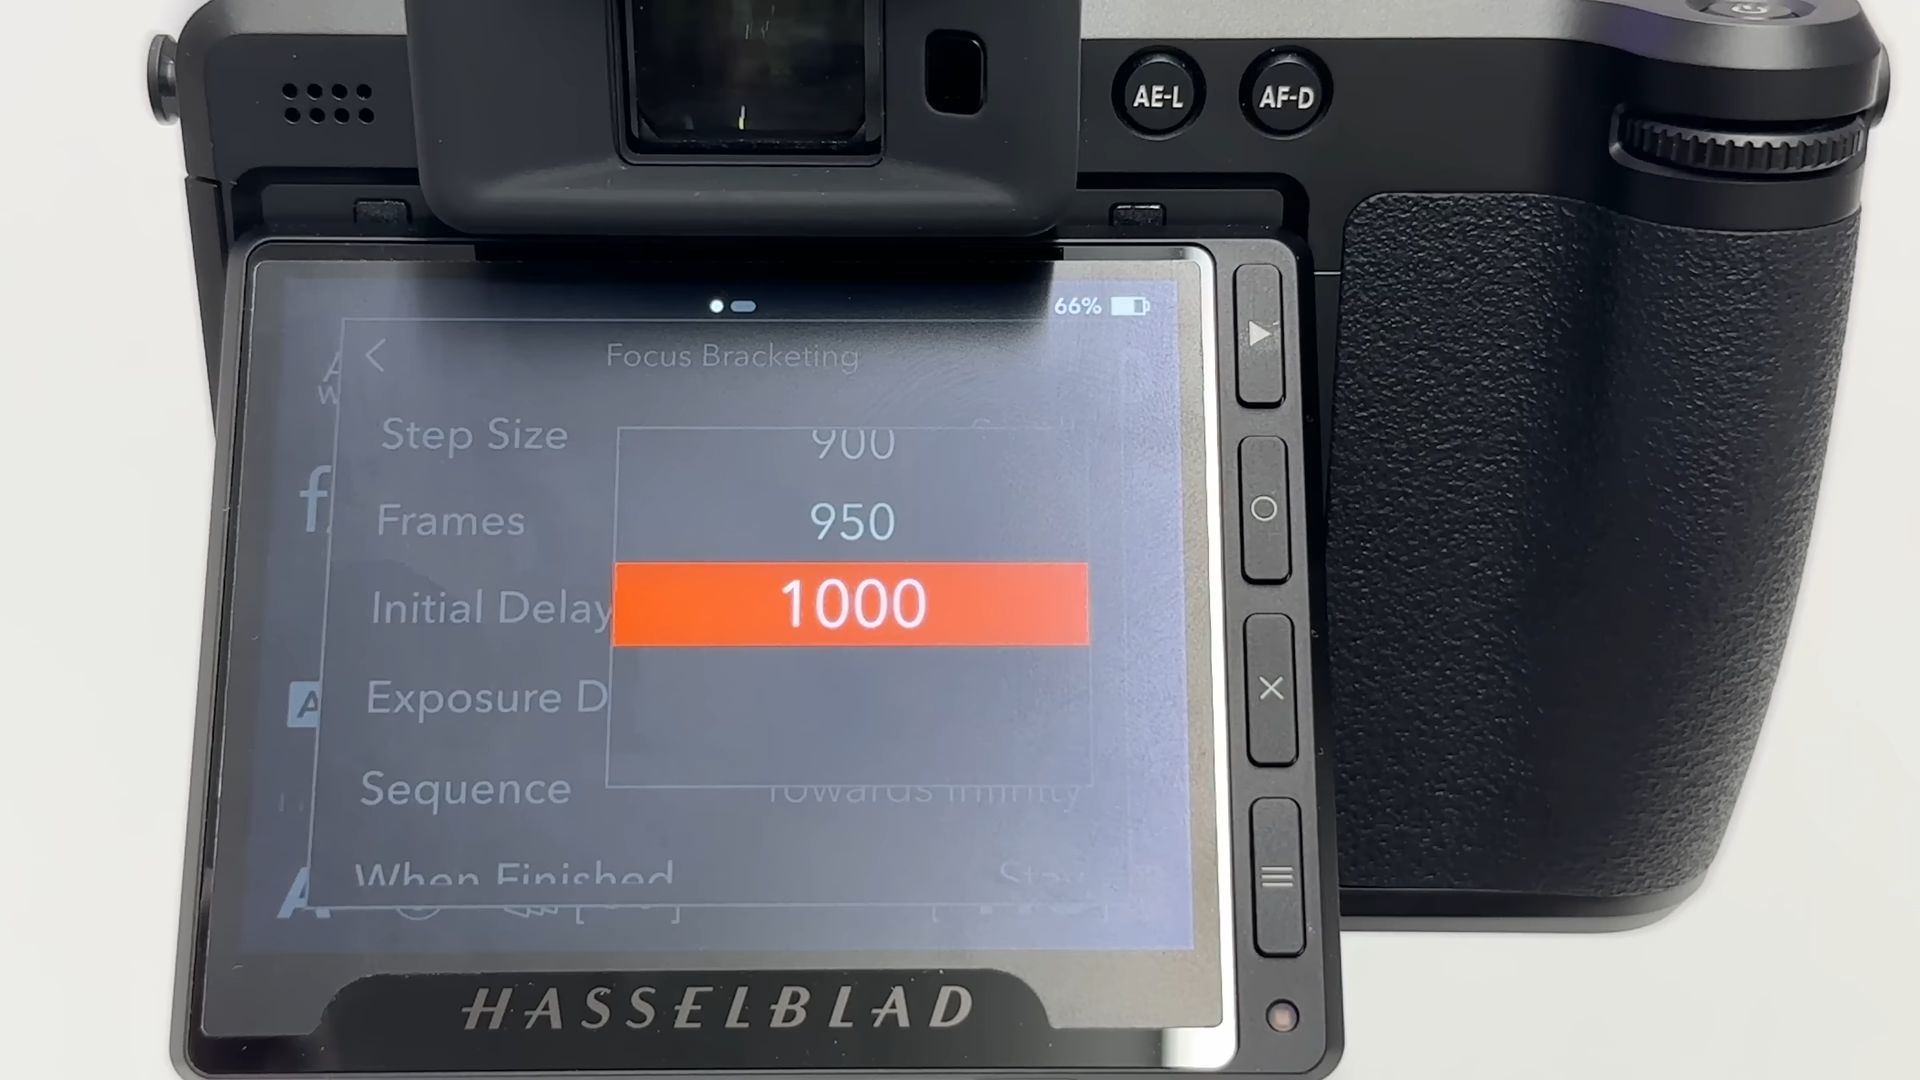 AE-L AF-D
66%
Focus Bracketing
Step Size
900
Frames
950
Initial Delay
1000
Exposure D
Sequence
Towards Infinity
When Finished
Stay
HASSELBLAD